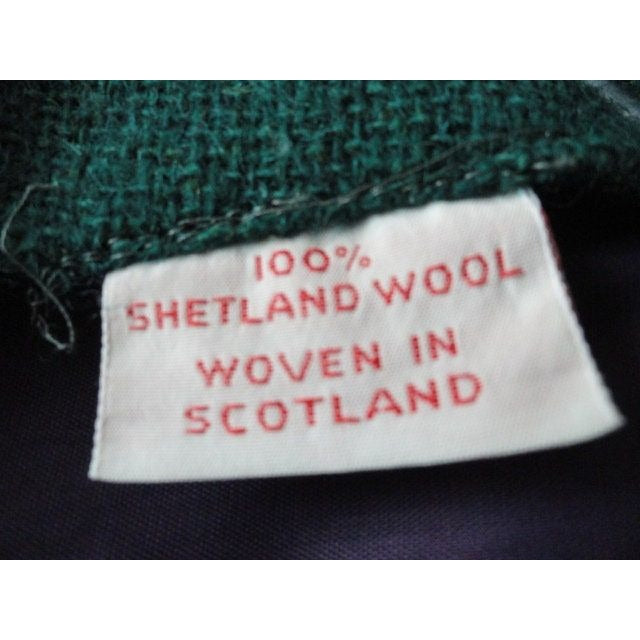 100%
SHETLAND WOOL
WOVEN IN
SCOTLAND